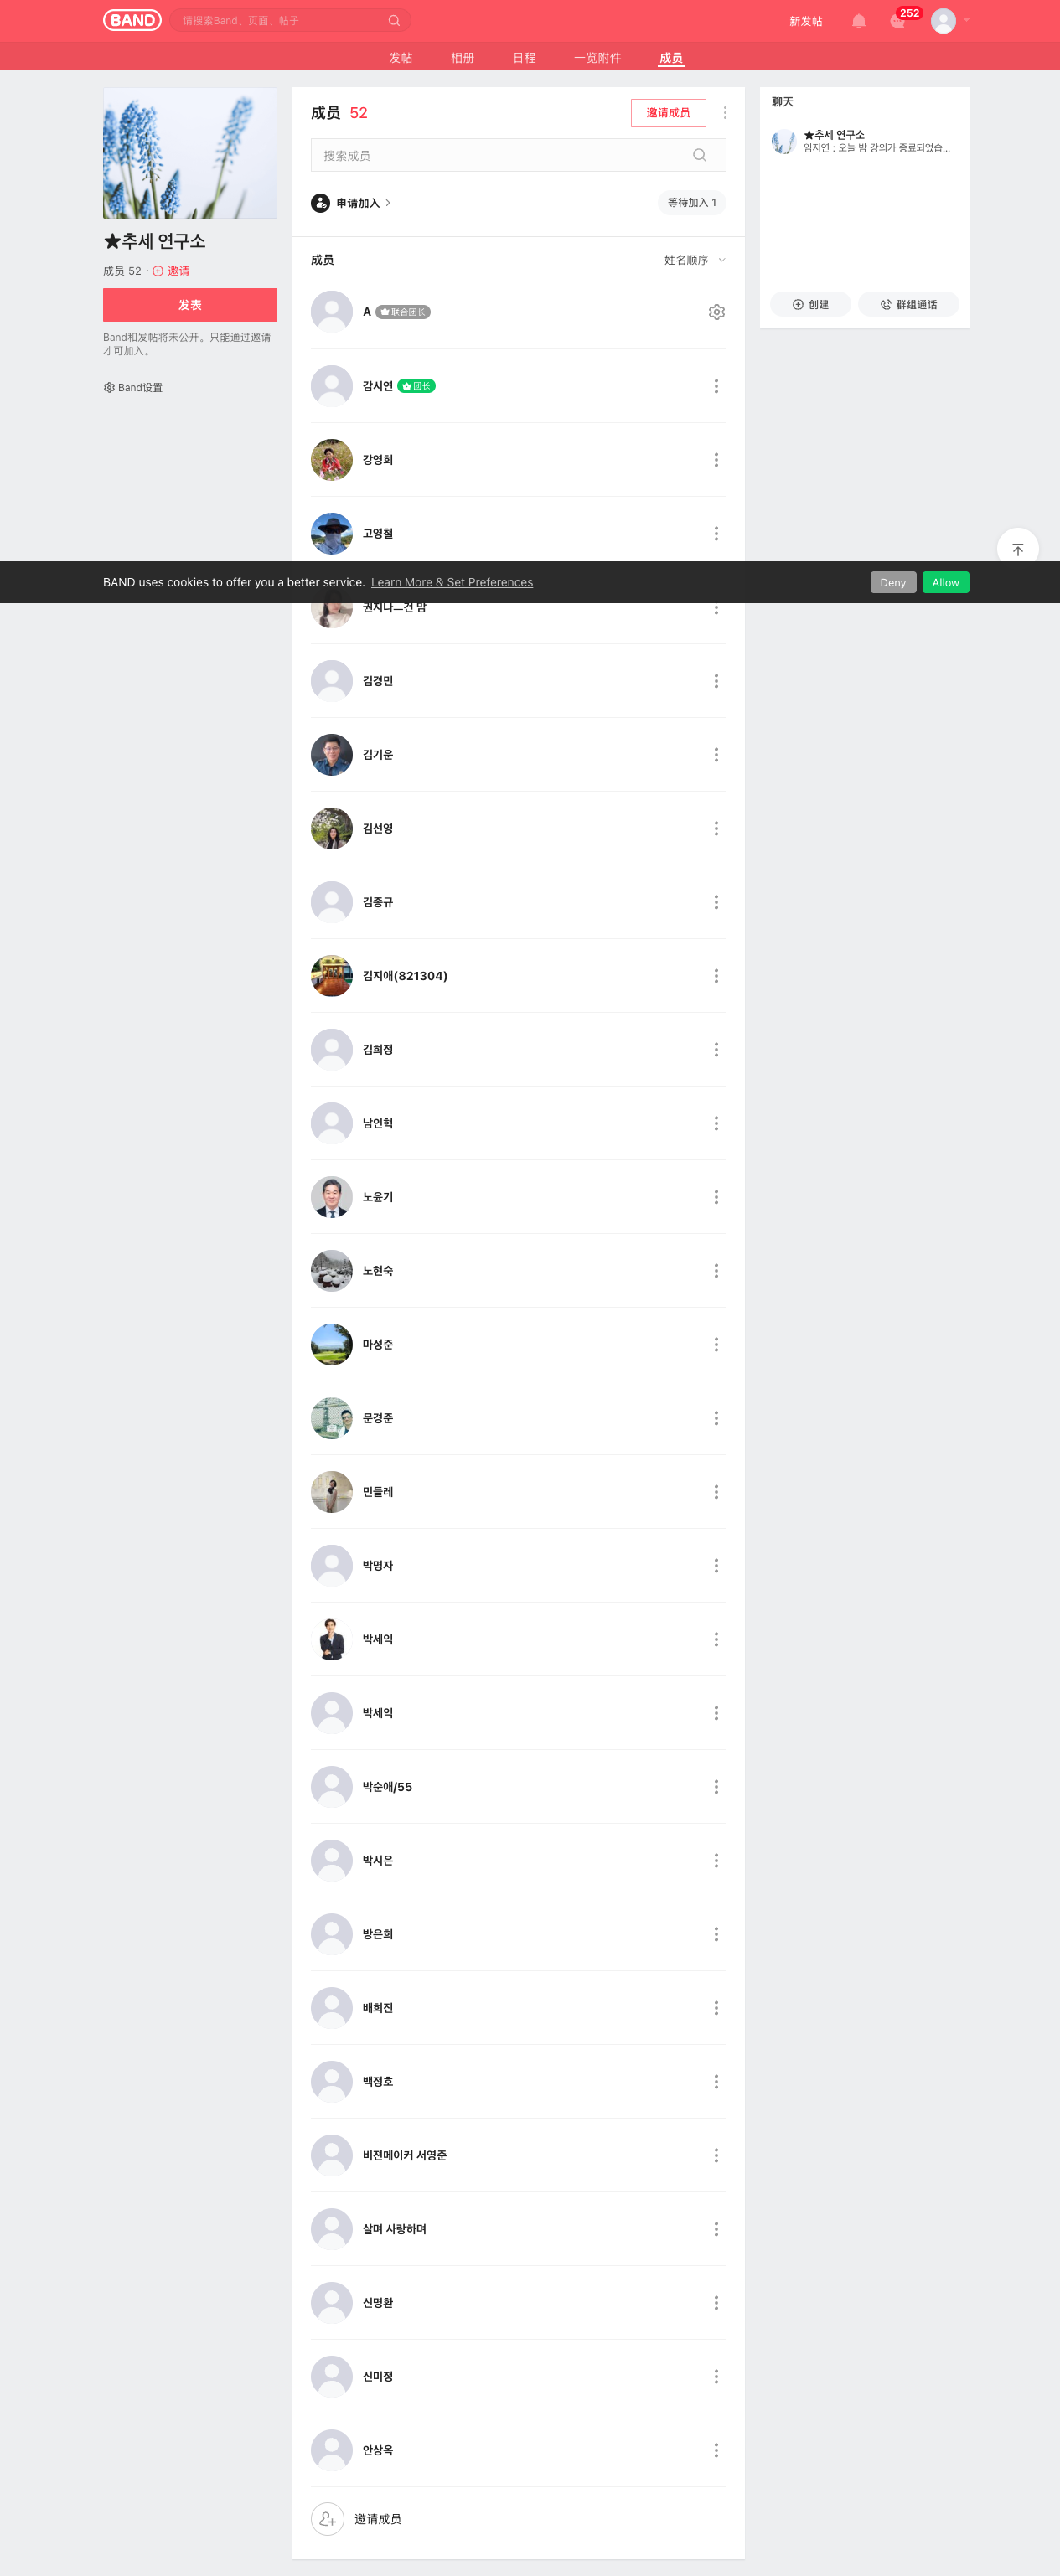 BAND
请搜索Band、页面、帖子
新发帖
252
发帖
相册
日程
一览附件
成员
★추세 연구소
成员 52 · 邀请
发表
Band和发帖将未公开。只能通过邀请
才可加入。
Band设置
成员 52
邀请成员
搜索成员
申请加入
等待加入 1
成员
姓名顺序
A 联合团长
감시연 团长
강영희
고영철
권지나ㅡ건 맘
김경민
김기운
김선영
김종규
김지애(821304)
김희정
남인혁
노윤기
노현숙
마성준
문경준
민들레
박명자
박세익
박세익
박순애/55
박시은
방은희
배희진
백정호
비젼메이커 서영준
살며 사랑하며
신명환
신미정
안상옥
邀请成员
聊天
★추세 연구소
임지연 : 오늘 밤 강의가 종료되었습...
创建
群组通话
BAND uses cookies to offer you a better service. Learn More & Set Preferences
Deny
Allow